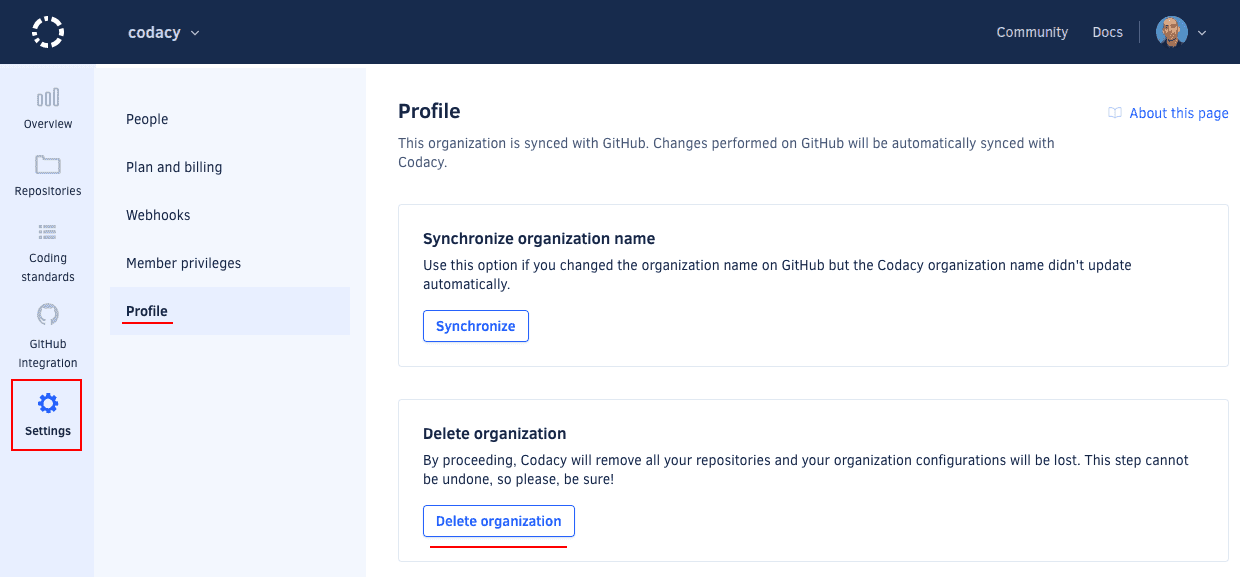 codacy
Community
Docs
Overview
Repositories
Coding
standards
GitHub
integration
Settings
People
Plan and billing
Webhooks
Member privileges
Profile
Profile
About this page
This organization is synced with GitHub. Changes performed on GitHub will be automatically synced with
Codacy.
Synchronize organization name
Use this option if you changed the organization name on GitHub but the Codacy organization name didn't update
automatically.
Synchronize
Delete organization
By proceeding, Codacy will remove all your repositories and your organization configurations will be lost. This step cannot
be undone, so please, be sure!
Delete organization